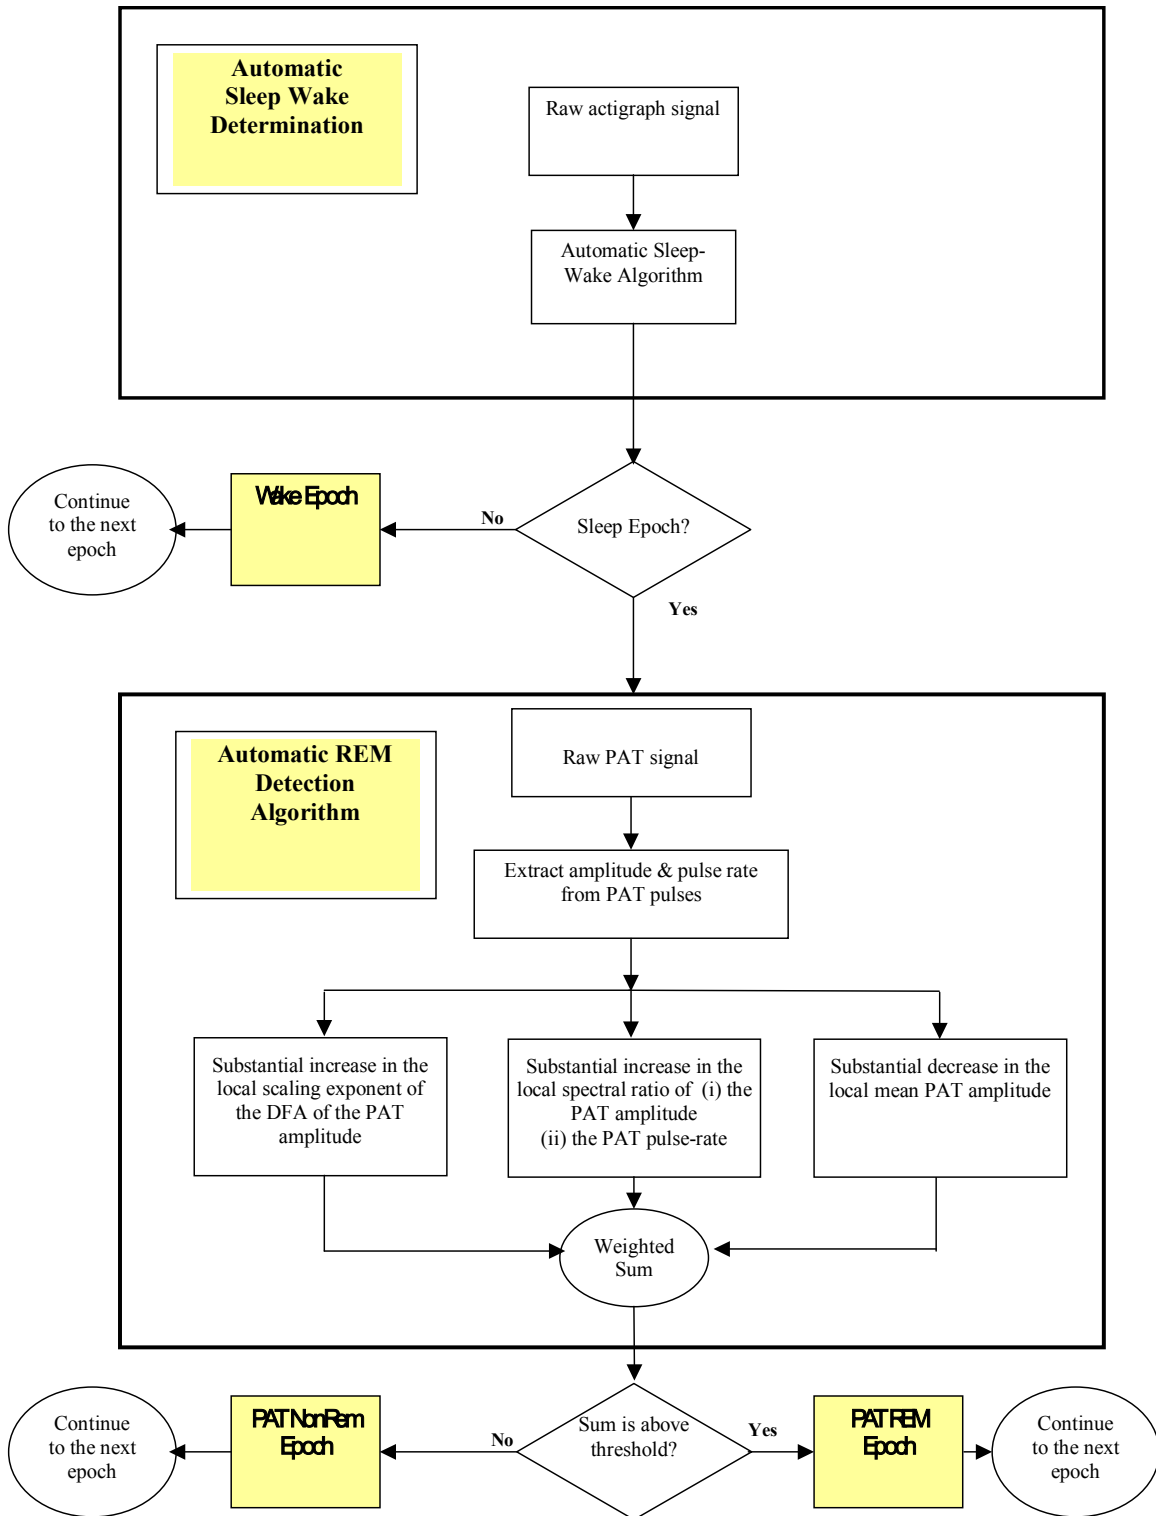 Automatic
Sleep Wake
Determination
Raw actigraph signal
Automatic Sleep-
Wake Algorithm
Continue
to the next
epoch
Wake Epoch
No
Sleep Epoch?
Yes
Automatic REM
Detection
Algorithm
Raw PAT signal
Extract amplitude & pulse rate
from PAT pulses
Substantial increase in the
local scaling exponent of
the DFA of the PAT
amplitude
Substantial increase in the
local spectral ratio of (i) the
PAT amplitude
(ii) the PAT pulse-rate
Substantial decrease in the
local mean PAT amplitude
Weighted
Sum
Continue
to the next
epoch
PAT NonRem
Epoch
No
Sum is above
threshold?
Yes
PAT REM
Epoch
Continue
to the next
epoch